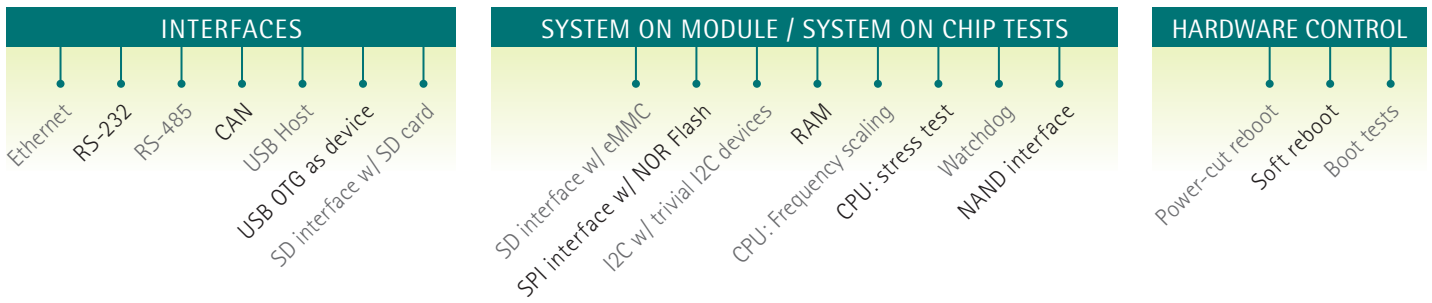 INTERFACES
Ethernet
RS-232
RS-485
CAN
USB Host
USB OTG as device
SD interface w/ SD card
SYSTEM ON MODULE / SYSTEM ON CHIP TESTS
SD interface w/ eMMC
SPI interface w/ NOR Flash
I2C w/ trivial I2C devices
RAM
CPU: Frequency scaling
CPU: stress test
Watchdog
NAND interface
HARDWARE CONTROL
Power-cut reboot
Soft reboot
Boot tests